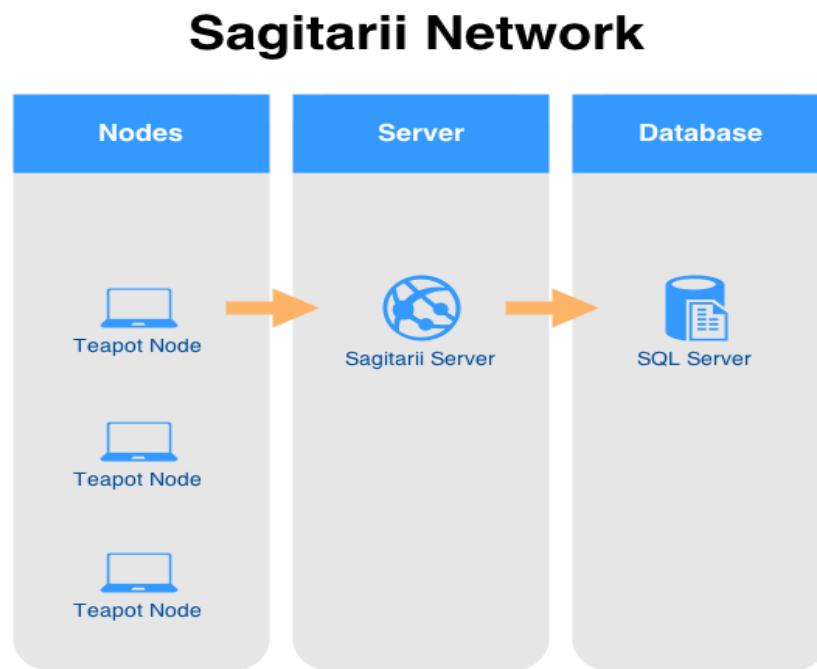 Sagitarii Network
Nodes
Server
Database
Teapot Node
Sagitarii Server
SQL Server
Teapot Node
Teapot Node